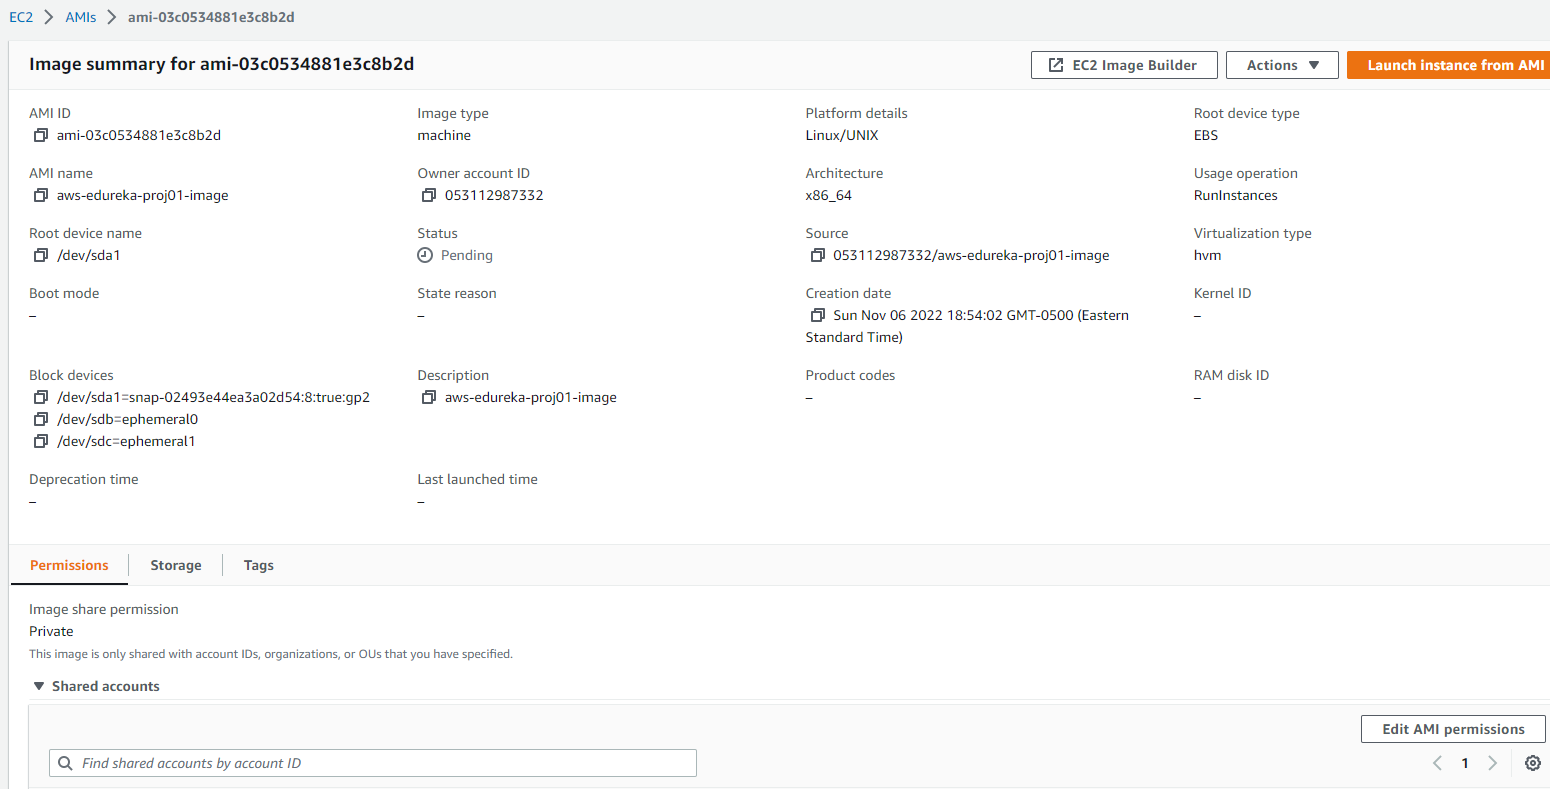 EC2 > AMIs > ami-03c0534881e3c8b2d
Image summary for ami-03c0534881e3c8b2d
EC2 Image Builder
Actions
Launch instance from AMI
AMI ID
ami-03c0534881e3c8b2d
Image type
machine
Platform details
Linux/UNIX
Root device type
EBS
AMI name
aws-edureka-proj01-image
Owner account ID
053112987332
Architecture
x86_64
Usage operation
RunInstances
Root device name
/dev/sda1
Status
Pending
Source
053112987332/aws-edureka-proj01-image
Virtualization type
hvm
Boot mode
–
State reason
–
Creation date
Sun Nov 06 2022 18:54:02 GMT-0500 (Eastern
Standard Time)
Kernel ID
–
Block devices
/dev/sda1=snap-02493e44ea3a02d54:8:true:gp2
/dev/sdb=ephemeral0
/dev/sdc=ephemeral1
Description
aws-edureka-proj01-image
Product codes
–
RAM disk ID
–
Deprecation time
–
Last launched time
–
Permissions
Storage
Tags
Image share permission
Private
This image is only shared with account IDs, organizations, or OUs that you have specified.
Shared accounts
Edit AMI permissions
Find shared accounts by account ID
1